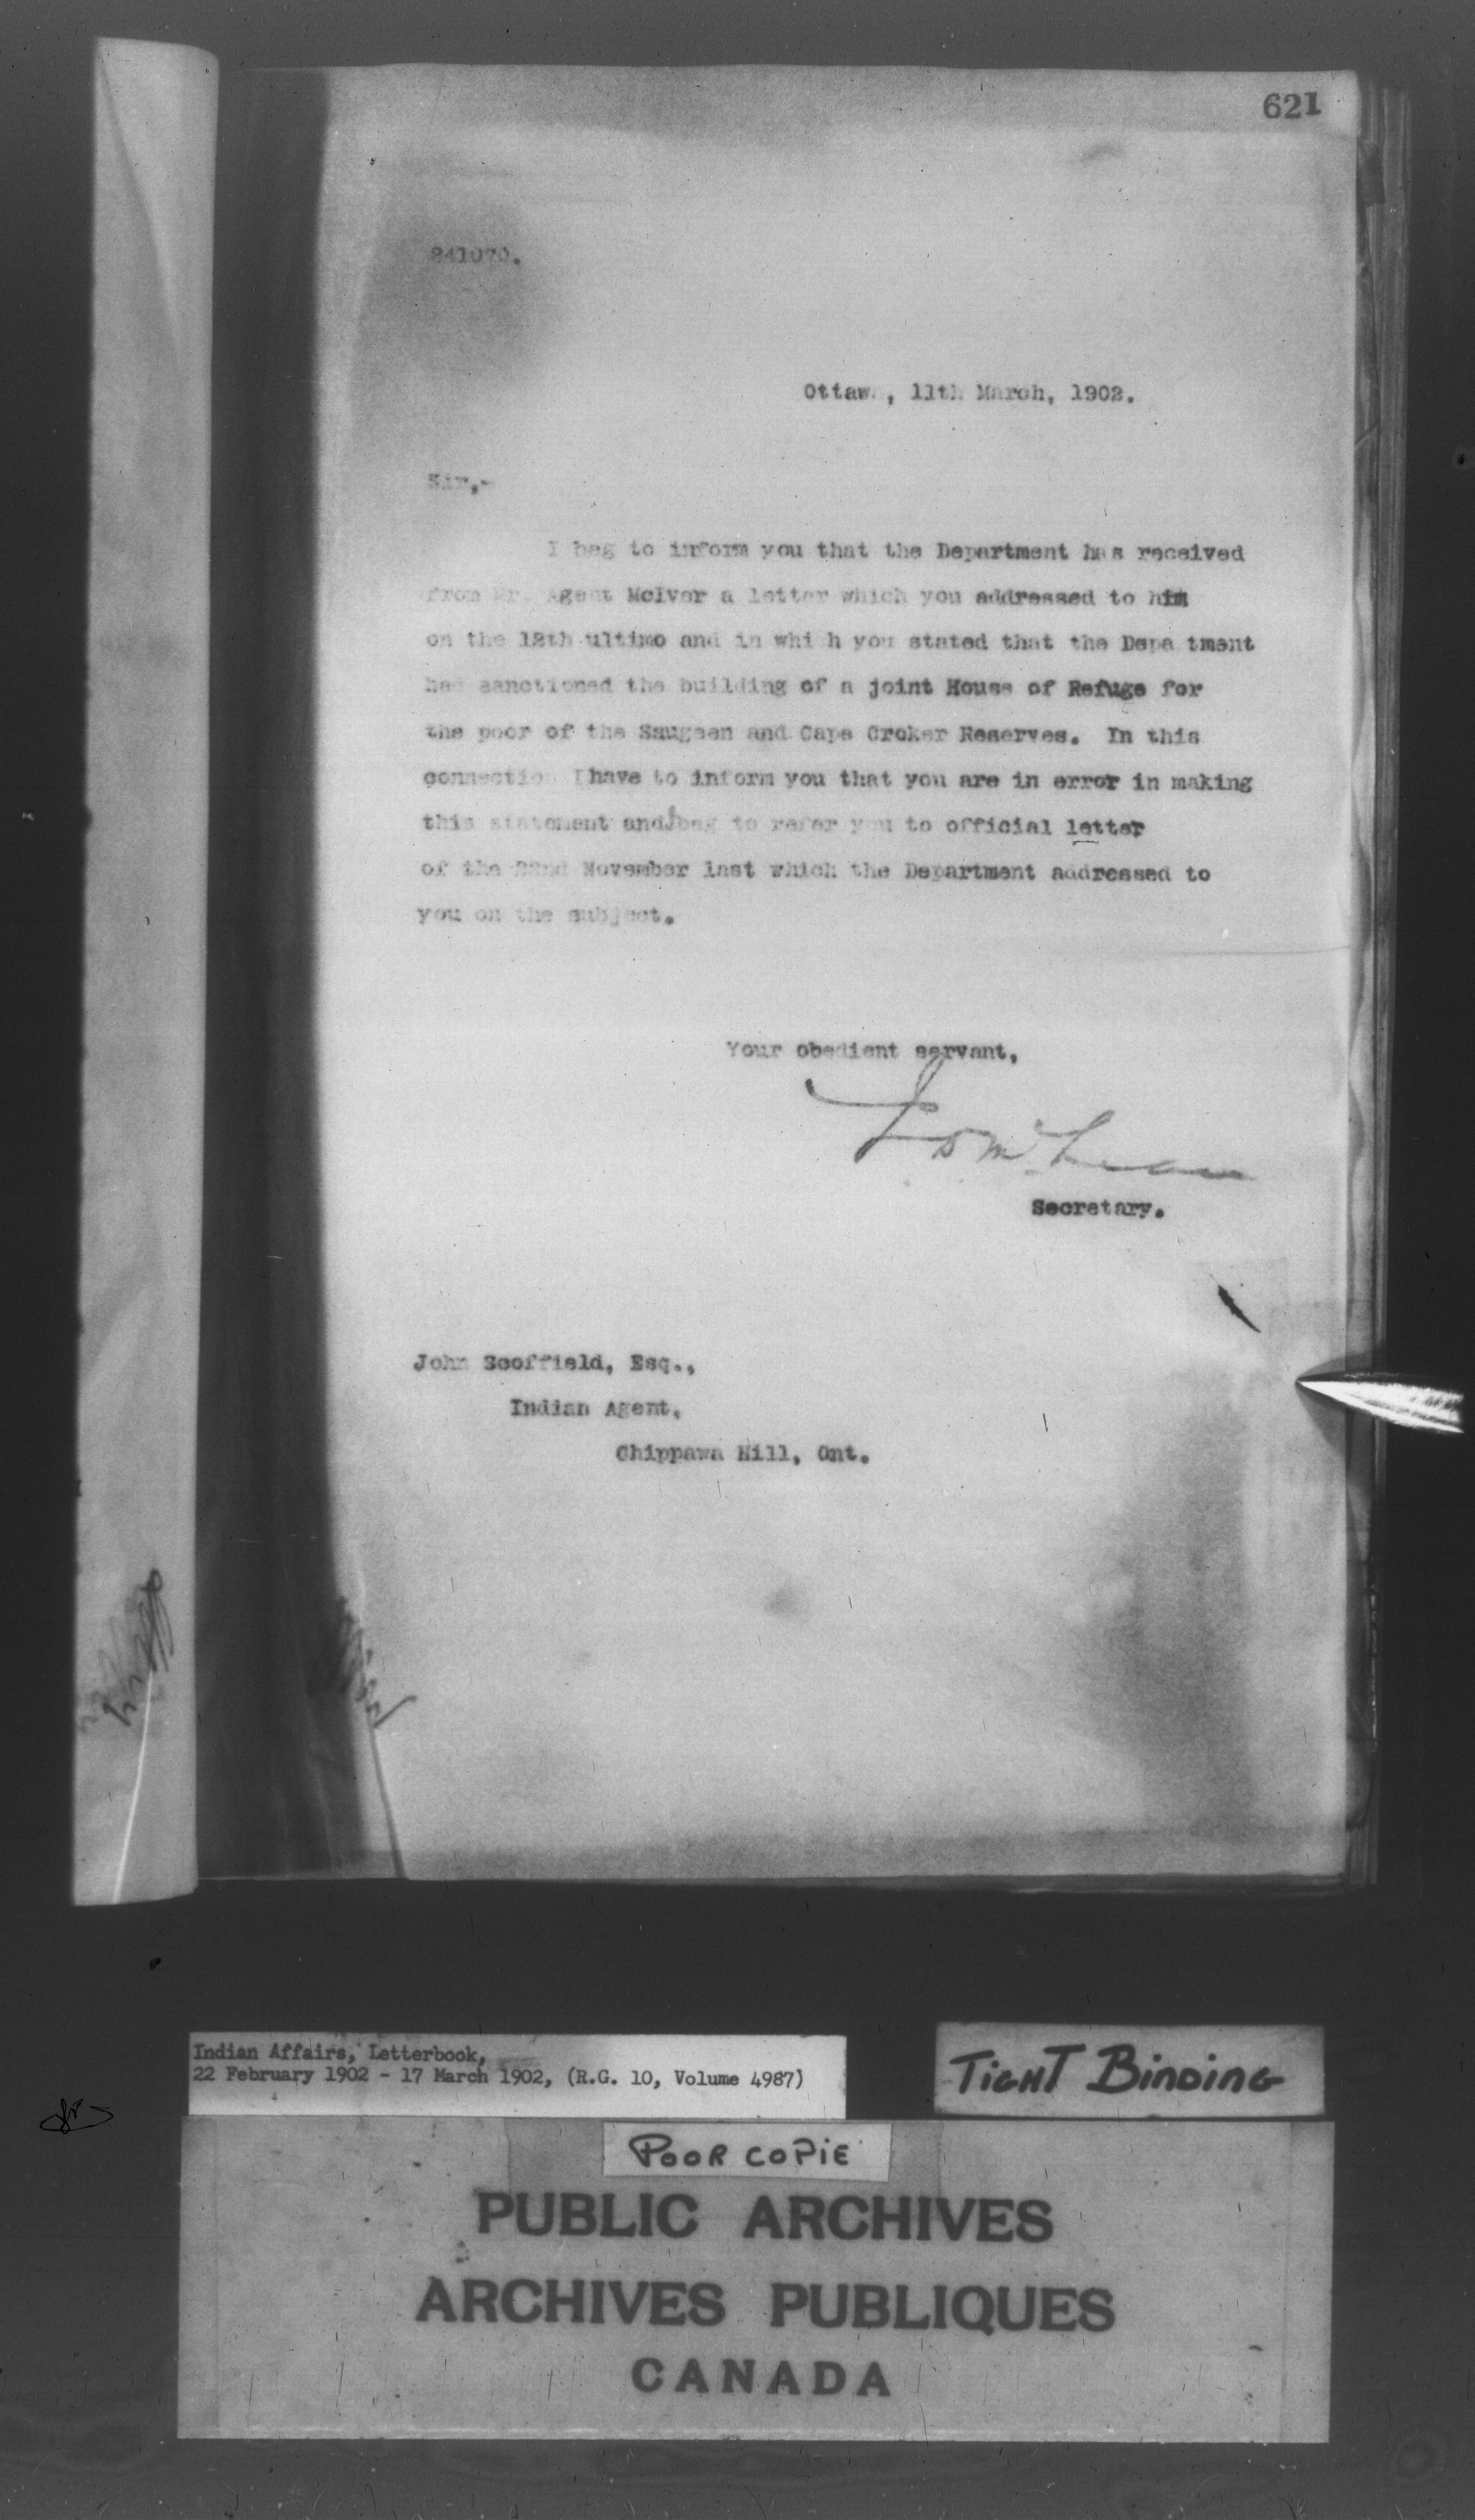 621
241070.
Ottaw , 11th March, 1902.
Sir,-
I beg to inform you that the Department has received
from Mr. Agent McIver a letter which you addressed to him
on the 18th ultimo and in whi h you stated that the Depa tment
had sanctioned the building of a joint House of Refuge for
the poor of the Saugeen and Cape Croker Reserves. In this
connection I have to inform you that you are in error in making
this statement and beg to refer you to official letter
of the 22nd November last which the Department addressed to
you on the subject.
Your obedient servant,
Secretary.
John Scoffield, Esq.,
Indian Agent,
Chippawa Hill, Ont.
Indian Affairs, Letterbook,
22 February 1902 - 17 March 1902, (R.G. 10, Volume 4987)
TIGHT BINDING
POOR COPIE
PUBLIC ARCHIVES
ARCHIVES PUBLIQUES
CANADA